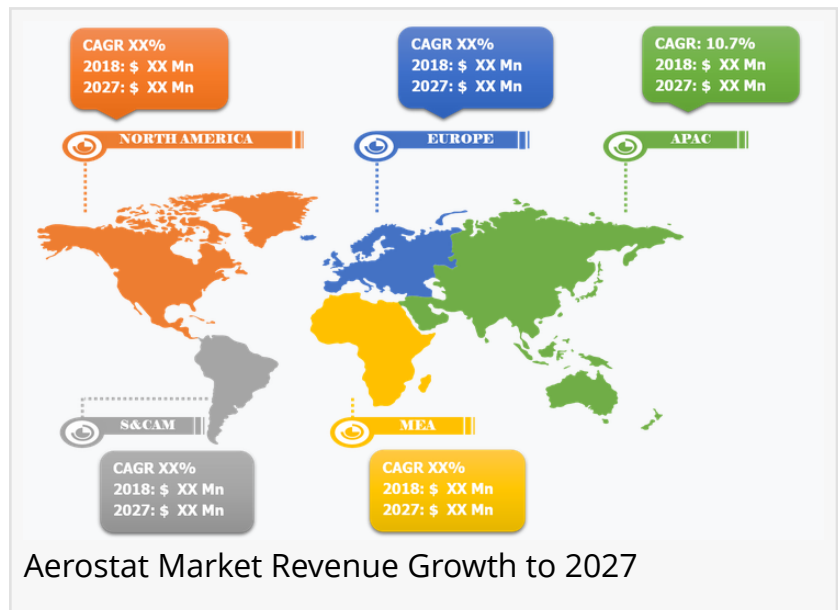 CAGR XX%
2018: $ XX Mn
2027: $ XX Mn
CAGR XX%
2018: $ XX Mn
2027: $ XX Mn
CAGR: 10.7%
2018: $ XX Mn
2027: $ XX Mn
NORTH AMERICA
EUROPE
APAC
S&CAM
MEA
CAGR XX%
2018: $ XX Mn
2027: $ XX Mn
CAGR XX%
2018: $ XX Mn
2027: $ XX Mn
Aerostat Market Revenue Growth to 2027